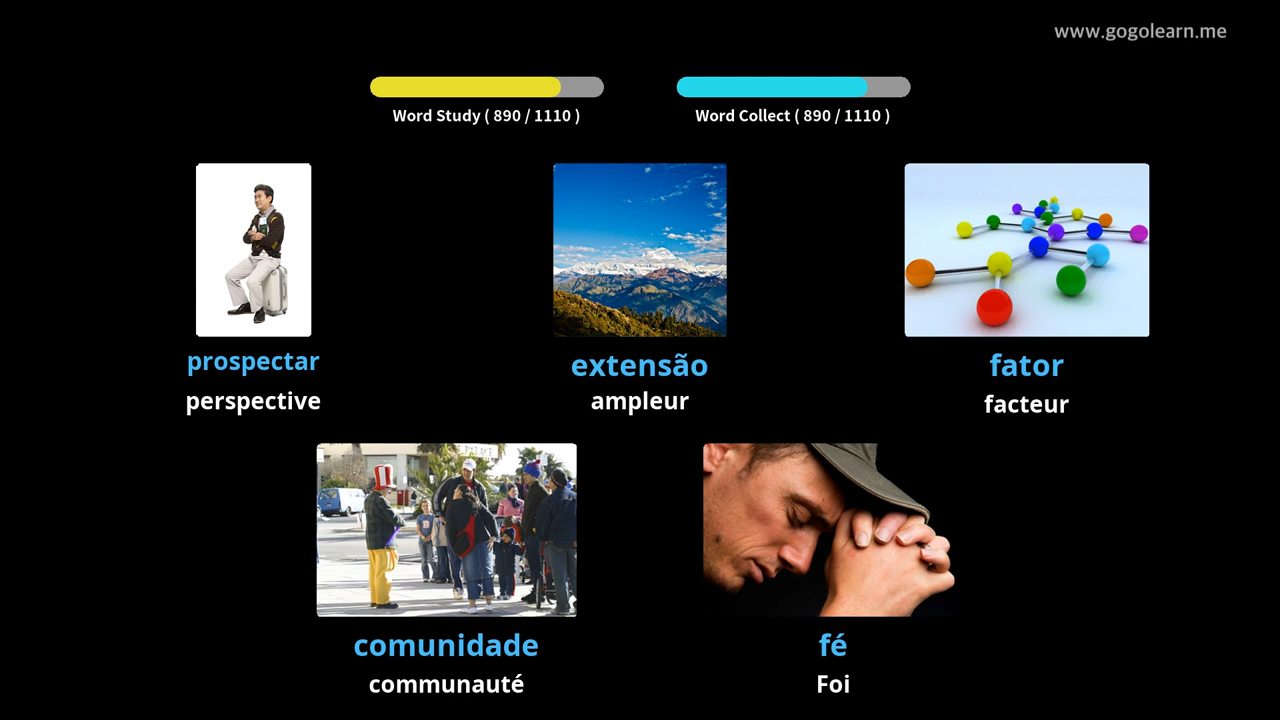 www.gogolearn.me
Word Study ( 890 / 1110 )
Word Collect ( 890 / 1110 )
prospectar
perspective
extensão
ampleur
fator
facteur
comunidade
communauté
fé
Foi